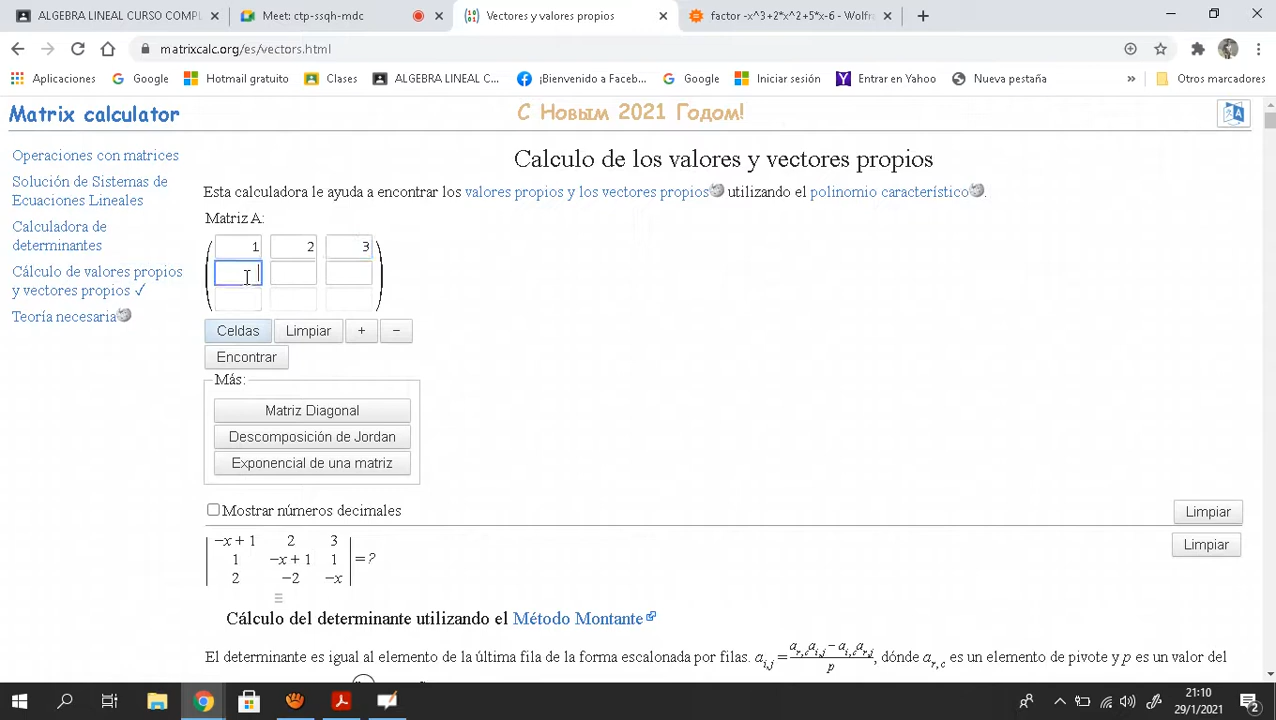 ALGEBRA LINEAL CURSO COMPL
Meet: ctp-ssqh-mdc
Vectores y valores propios
factor -x^3+2*x^2+5*x-6 - Wolfra
matrixcalc.org/es/vectors.html
Aplicaciones
Google
Hotmail gratuito
Clases
ALGEBRA LINEAL C...
¡Bienvenido a Faceb...
Google
Iniciar sesión
Entrar en Yahoo
Nueva pestaña
»
Otros marcadores
Matrix calculator
С Новым 2021 Годом!
Operaciones con matrices
Solución de Sistemas de
Ecuaciones Lineales
Calculadora de
determinantes
Cálculo de valores propios
y vectores propios ✓
Teoría necesaria
Calculo de los valores y vectores propios
Esta calculadora le ayuda a encontrar los valores propios y los vectores propios utilizando el polinomio característico.
Matriz A:
1 2 3
Celdas Limpiar + −
Encontrar
Más:
Matriz Diagonal
Descomposición de Jordan
Exponencial de una matriz
Mostrar números decimales
Limpiar
−x + 1 2 3
1 −x + 1 1 = ?
2 −2 −x
Limpiar
Cálculo del determinante utilizando el Método Montante
El determinante es igual al elemento de la última fila de la forma escalonada por filas. a_{i,j} = (a_{r,c} a_{i,j} − a_{i,c} a_{r,j}) / p, dónde a_{r,c} es un elemento de pivote y p es un valor del
21:10
29/1/2021
2